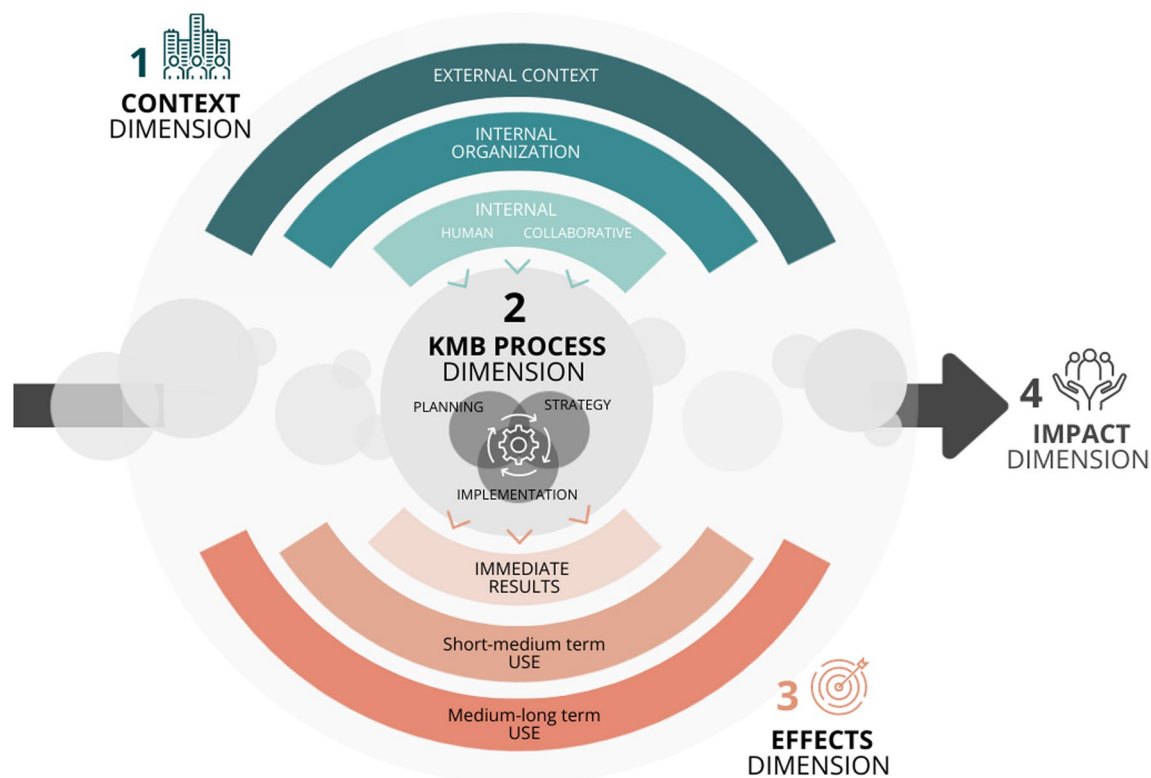 1
CONTEXT
DIMENSION
EXTERNAL CONTEXT
INTERNAL
ORGANIZATION
INTERNAL
HUMAN COLLABORATIVE
2
KMB PROCESS
DIMENSION
PLANNING STRATEGY
IMPLEMENTATION
4
IMPACT
DIMENSION
IMMEDIATE
RESULTS
Short-medium term
USE
Medium-long term
USE
3
EFFECTS
DIMENSION